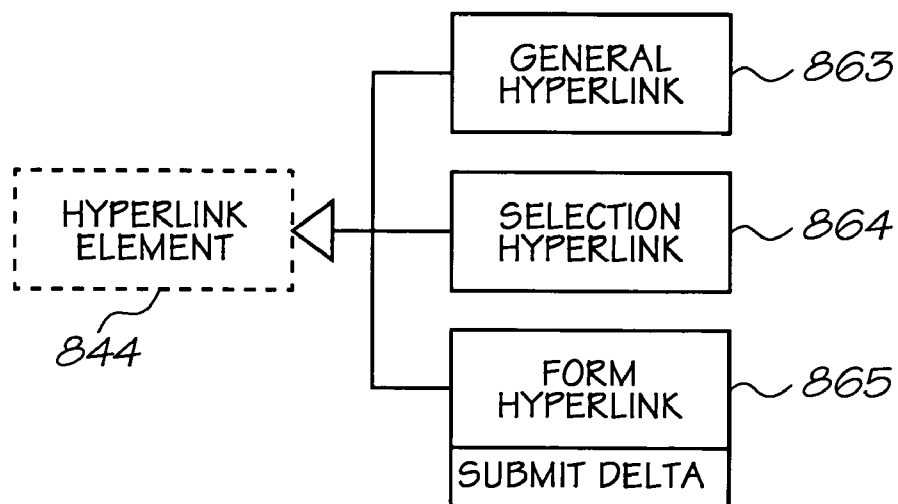 GENERAL
HYPERLINK
863
HYPERLINK
ELEMENT
844
SELECTION
HYPERLINK
864
FORM
HYPERLINK
865
SUBMIT DELTA